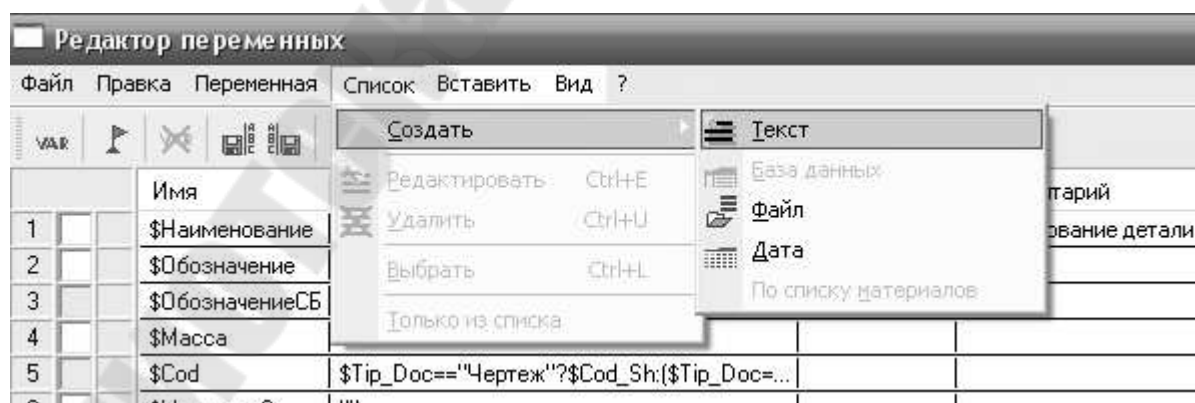 Редактор переменных
Файл Правка Переменная Список Вставить Вид ?
VAR
Создать
Редактировать Ctrl+E
Удалить Ctrl+U
Выбрать Ctrl+L
Только из списка
Текст
База данных
Файл
Дата
По списку материалов
Имя тарий
1 $Наименование ование детали
2 $Обозначение
3 $ОбозначениеСБ
4 $Масса
5 $Cod $Tip_Doc=="Чертеж"?$Cod_Sh:($Tip_Doc=...